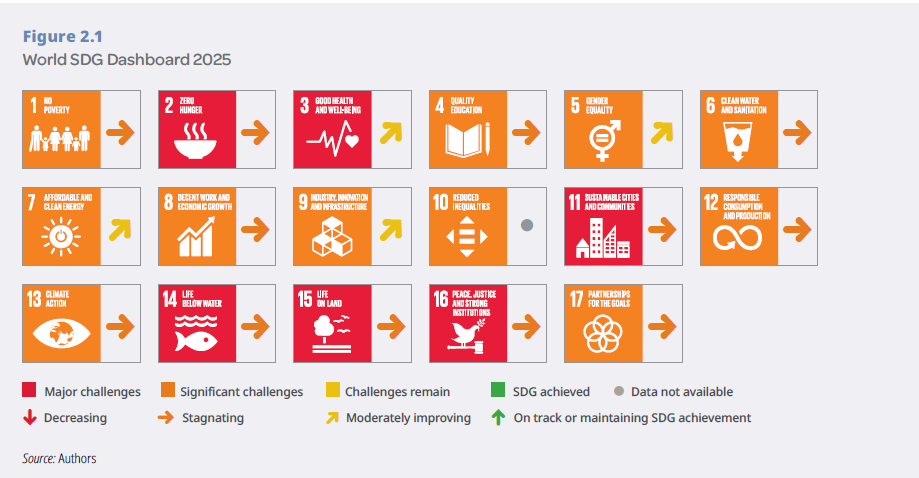 Figure 2.1
World SDG Dashboard 2025
1 NO
POVERTY
2 ZERO
HUNGER
3 GOOD HEALTH
AND WELL-BEING
4 QUALITY
EDUCATION
5 GENDER
EQUALITY
6 CLEAN WATER
AND SANITATION
7 AFFORDABLE AND
CLEAN ENERGY
8 DECENT WORK AND
ECONOMIC GROWTH
9 INDUSTRY, INNOVATION
AND INFRASTRUCTURE
10 REDUCED
INEQUALITIES
11 SUSTAINABLE CITIES
AND COMMUNITIES
12 RESPONSIBLE
CONSUMPTION
AND PRODUCTION
13 CLIMATE
ACTION
14 LIFE
BELOW WATER
15 LIFE
ON LAND
16 PEACE, JUSTICE
AND STRONG
INSTITUTIONS
17 PARTNERSHIPS
FOR THE GOALS
Major challenges Significant challenges Challenges remain SDG achieved Data not available
Decreasing Stagnating Moderately improving On track or maintaining SDG achievement
Source: Authors